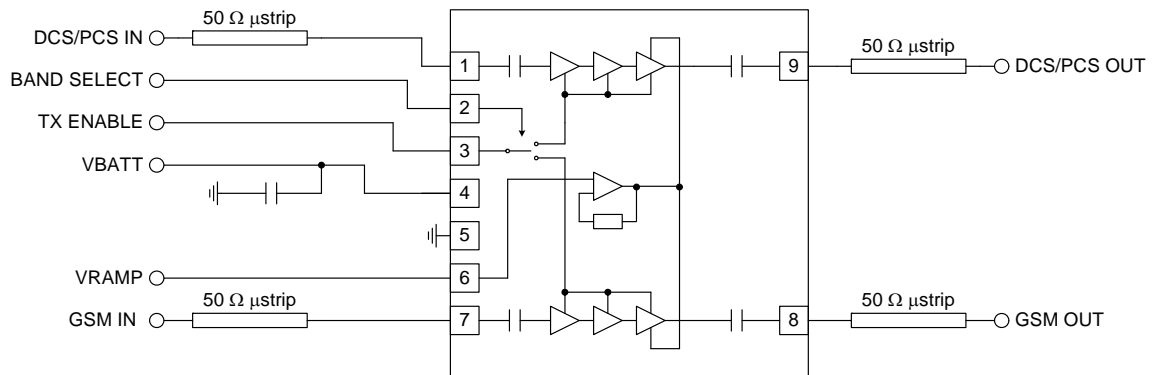 50 Ω μstrip
DCS/PCS IN
BAND SELECT
TX ENABLE
VBATT
VRAMP
50 Ω μstrip
GSM IN
1
2
3
4
5
6
7
9
8
50 Ω μstrip
DCS/PCS OUT
50 Ω μstrip
GSM OUT